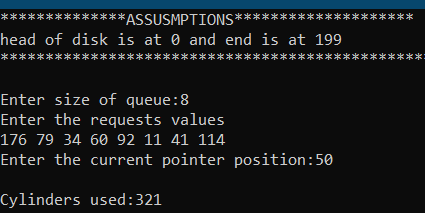 **************ASSUSMPTIONS********************
head of disk is at 0 and end is at 199
************************************************
Enter size of queue:8
Enter the requests values
176 79 34 60 92 11 41 114
Enter the current pointer position:50
Cylinders used:321